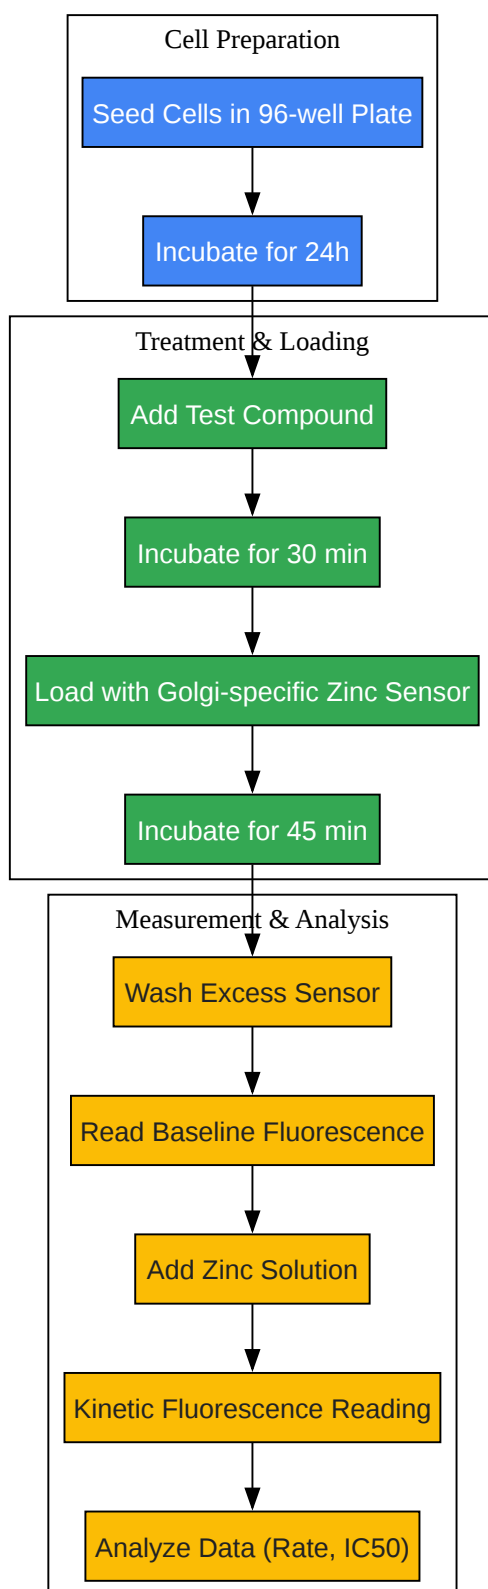 Cell Preparation
Seed Cells in 96-well Plate
Incubate for 24h
Treatment & Loading
Add Test Compound
Incubate for 30 min
Load with Golgi-specific Zinc Sensor
Incubate for 45 min
Measurement & Analysis
Wash Excess Sensor
Read Baseline Fluorescence
Add Zinc Solution
Kinetic Fluorescence Reading
Analyze Data (Rate, IC50)